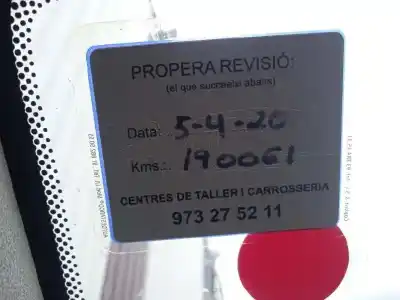 PROPERA REVISIÓ:
(el que succeeixi abans)
Data: 5-4-20
Kms.: 190061
CENTRES DE TALLER I CARROSSERIA
973 27 52 11